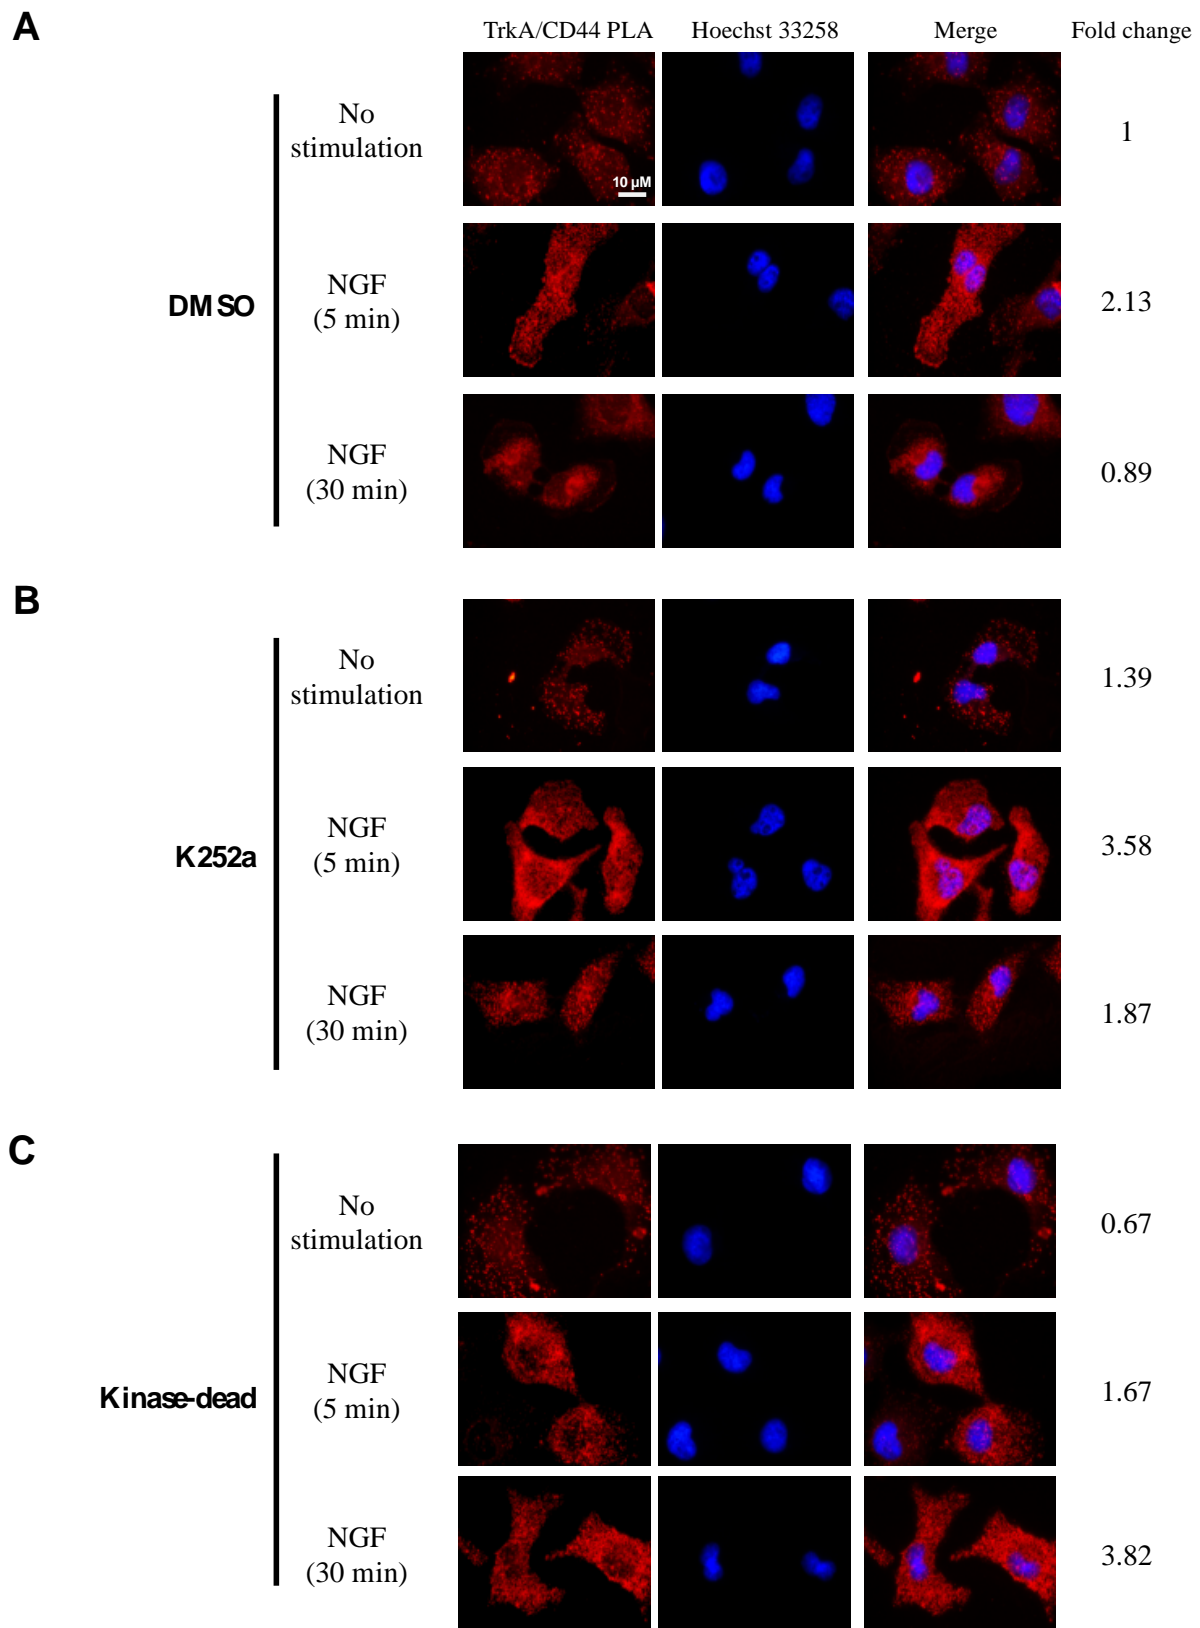 A
TrkA/CD44 PLA Hoechst 33258 Merge Fold change
No
stimulation
10 µM
1
DMSO
NGF
(5 min)
2.13
NGF
(30 min)
0.89
B
No
stimulation
1.39
K252a
NGF
(5 min)
3.58
NGF
(30 min)
1.87
C
No
stimulation
0.67
Kinase-dead
NGF
(5 min)
1.67
NGF
(30 min)
3.82